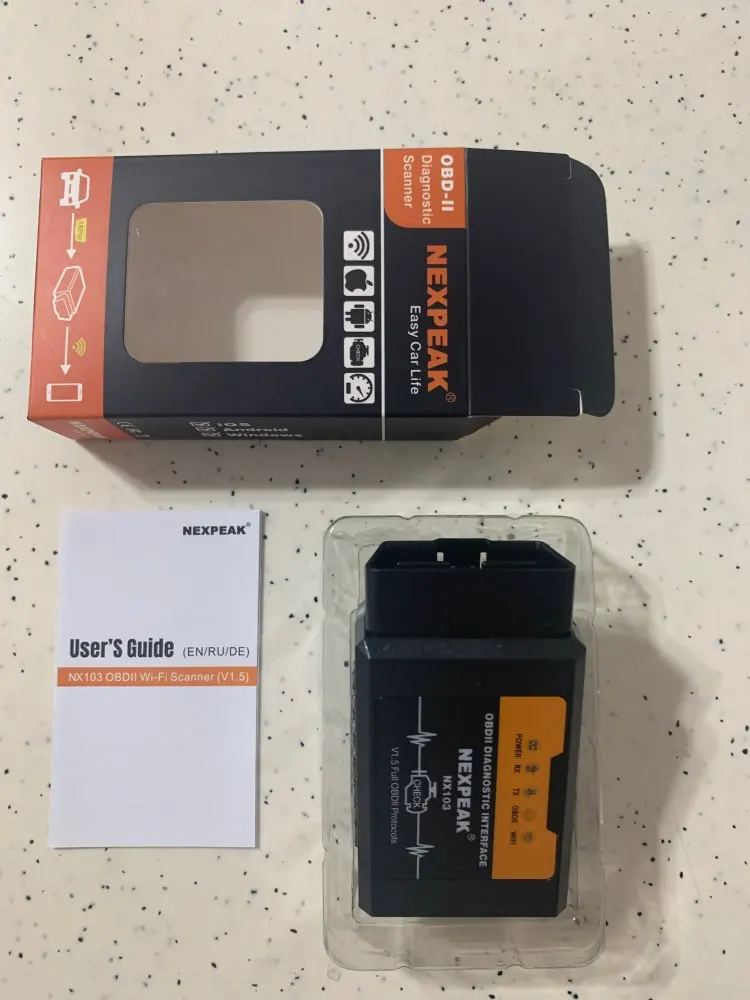 OBD-II
Diagnostic
Scanner
NEXPEAK®
Easy Car Life
16Pin
CHECK
iOS
Android
Windows
NEXPEAK®
User'S Guide (EN/RU/DE)
NX103 OBDII Wi-Fi Scanner (V1.5)
POWER RX TX OBDII WIFI
OBDII DIAGNOSTIC INTERFACE
NEXPEAK®
NX103
CHECK
V1.5 Full OBDII Protocols